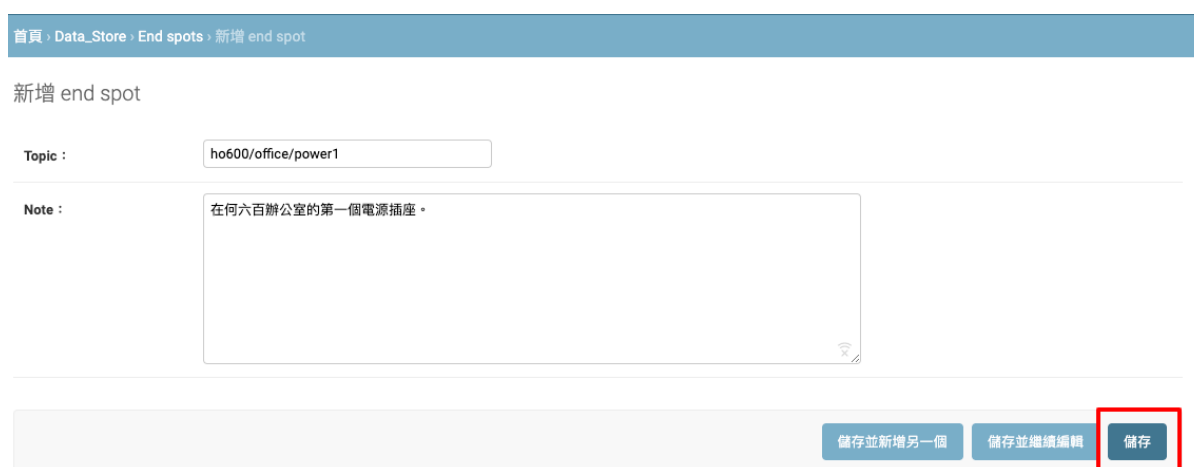 首頁 › Data_Store › End spots › 新增 end spot
新增 end spot
Topic：
ho600/office/power1
Note：
在何六百辦公室的第一個電源插座。
儲存並新增另一個
儲存並繼續編輯
儲存